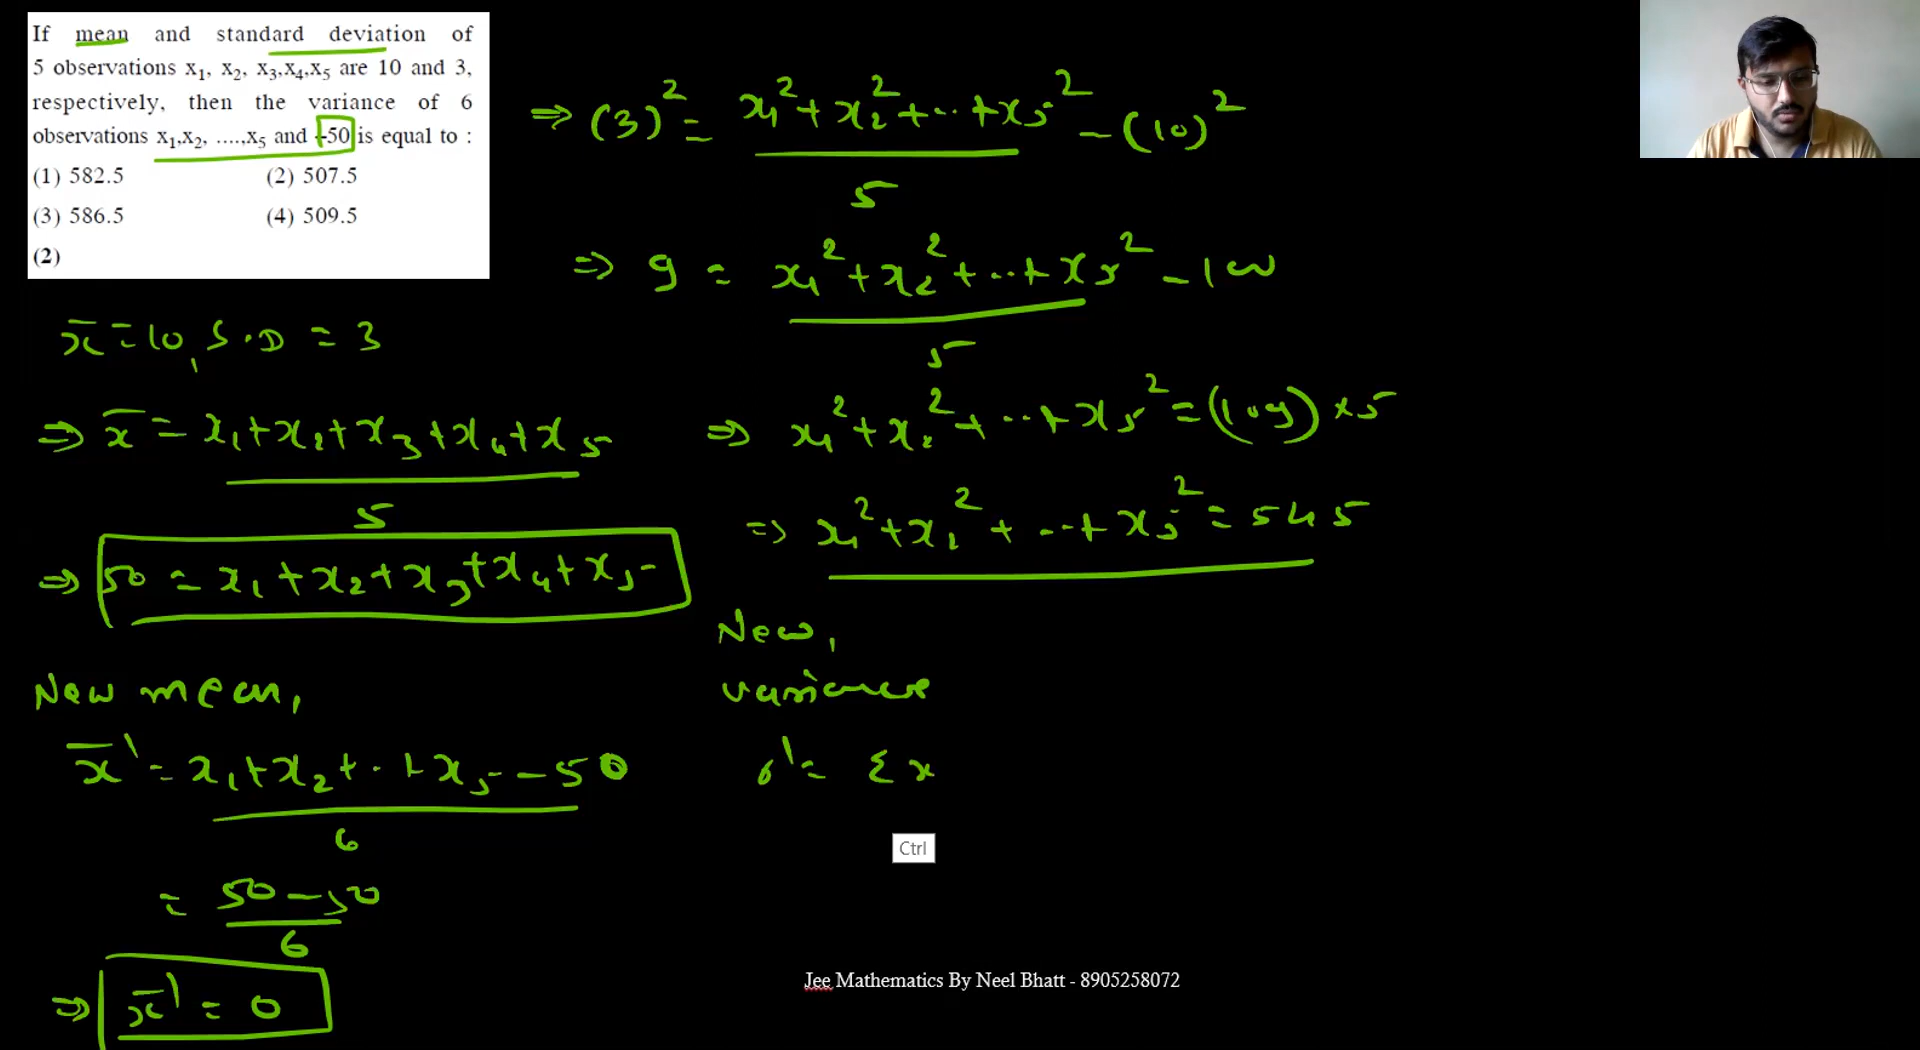 If mean and standard deviation of
5 observations x₁, x₂, x₃,x₄,x₅ are 10 and 3,
respectively, then the variance of 6
observations x₁,x₂, ....,x₅ and –50 is equal to :
(1) 582.5 (2) 507.5
(3) 586.5 (4) 509.5
(2)
x̄ = 10, S.D = 3
⇒ x̄ = x₁+x₂+x₃+x₄+x₅
5
⇒ 50 = x₁+x₂+x₃+x₄+x₅
New mean,
x̄' = x₁+x₂+..+x₅-50
6
= 50-50
6
⇒ x̄' = 0
⇒ (3)² = x₁²+x₂²+..+x₅² - (10)²
5
⇒ 9 = x₁²+x₂²+..+x₅² - 100
5
⇒ x₁²+x₂²+..+x₅² = (109)×5
⇒ x₁²+x₂²+..+x₅² = 545
New,
variance
σ' = Σx
Ctrl
Jee Mathematics By Neel Bhatt - 8905258072